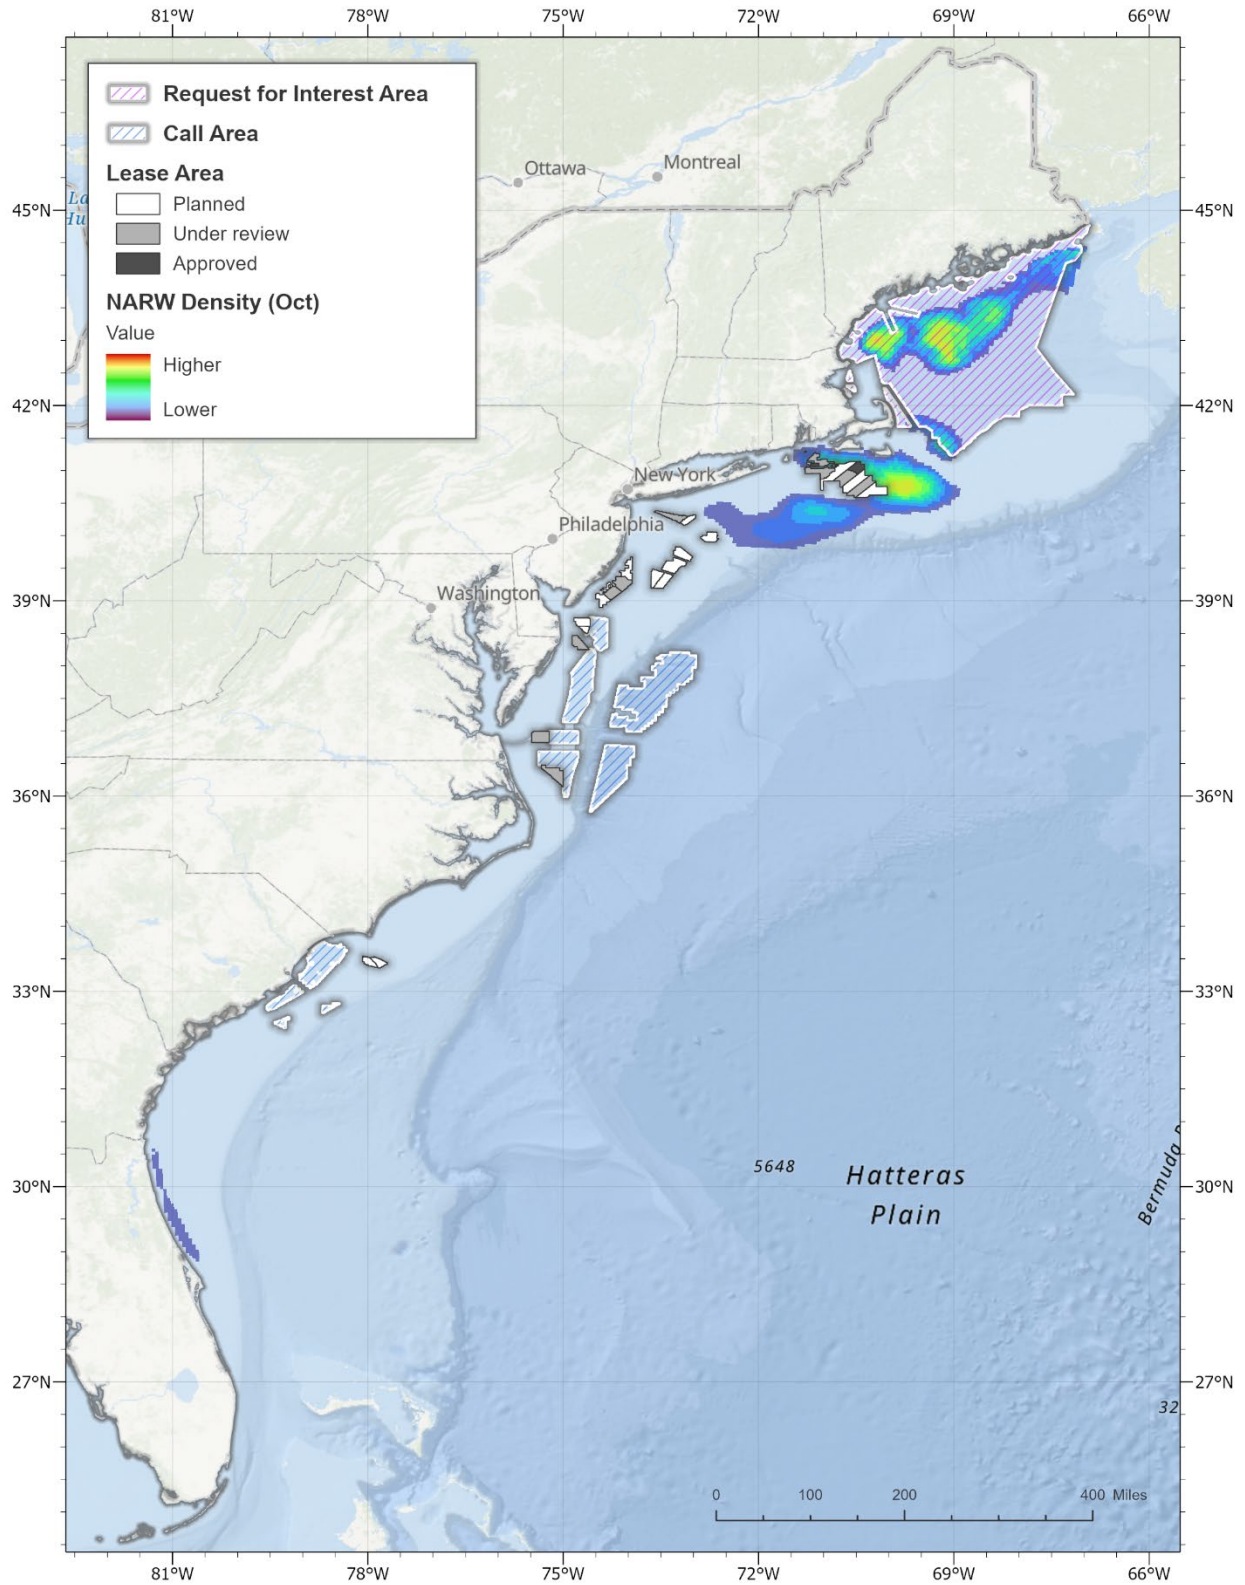 81°W 78°W 75°W 72°W 69°W 66°W
Request for Interest Area
Call Area
Lease Area
Planned
Under review
Approved
NARW Density (Oct)
Value
Higher
Lower
Ottawa
Montreal
La
Hu
45°N 45°N
42°N 42°N
New York
Philadelphia
39°N 39°N
Washington
36°N 36°N
33°N 33°N
5648
Hatteras
Plain
Bermuda
30°N 30°N
27°N 27°N
32
0 100 200 400 Miles
81°W 78°W 75°W 72°W 69°W 66°W